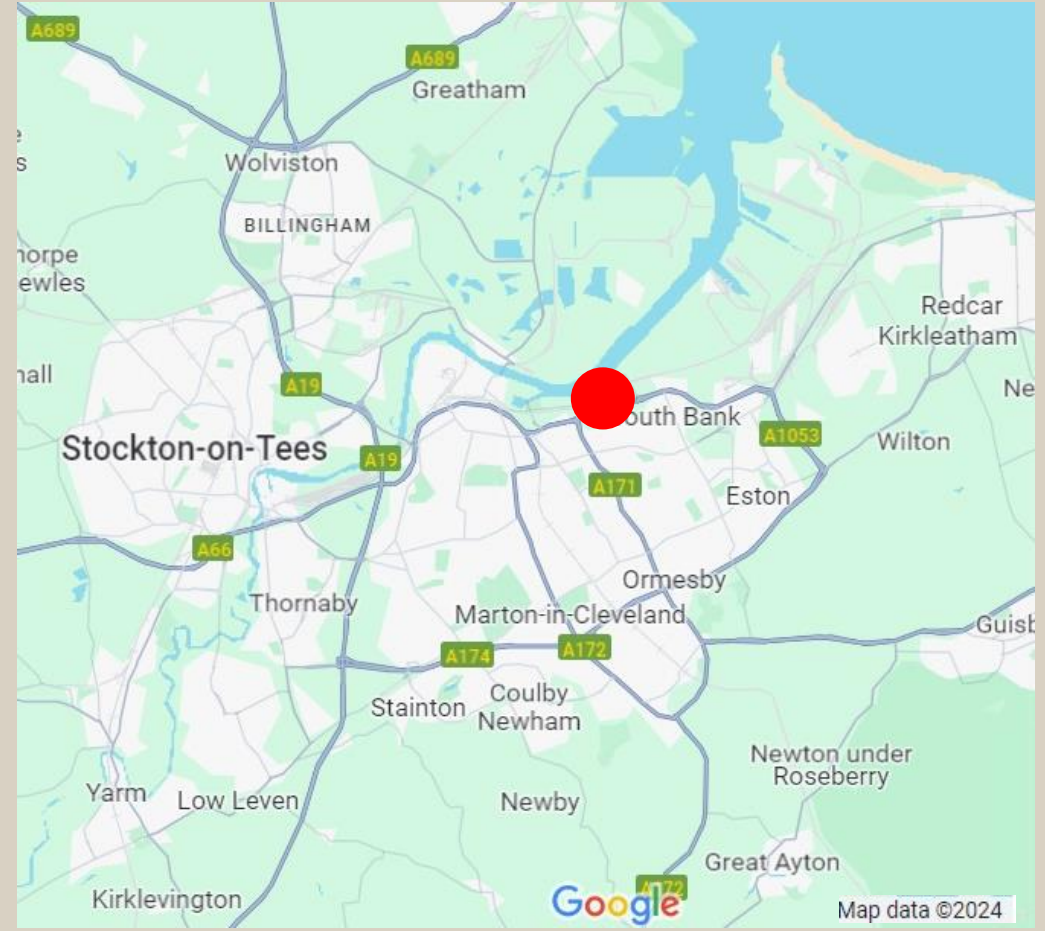 A689
A689
Greatham
s
Wolviston
BILLINGHAM
horpe
ewles
Redcar
Kirkleatham
nall
Ne
A19
outh Bank
A1053
Stockton-on-Tees
A19
Wilton
A171
Eston
A66
Ormesby
Thornaby
Marton-in-Cleveland
Guisb
A174
A172
Stainton
Coulby
Newham
Newton under
Roseberry
Yarm
Low Leven
Newby
Great Ayton
A172
Kirklevington
Google
Map data ©2024